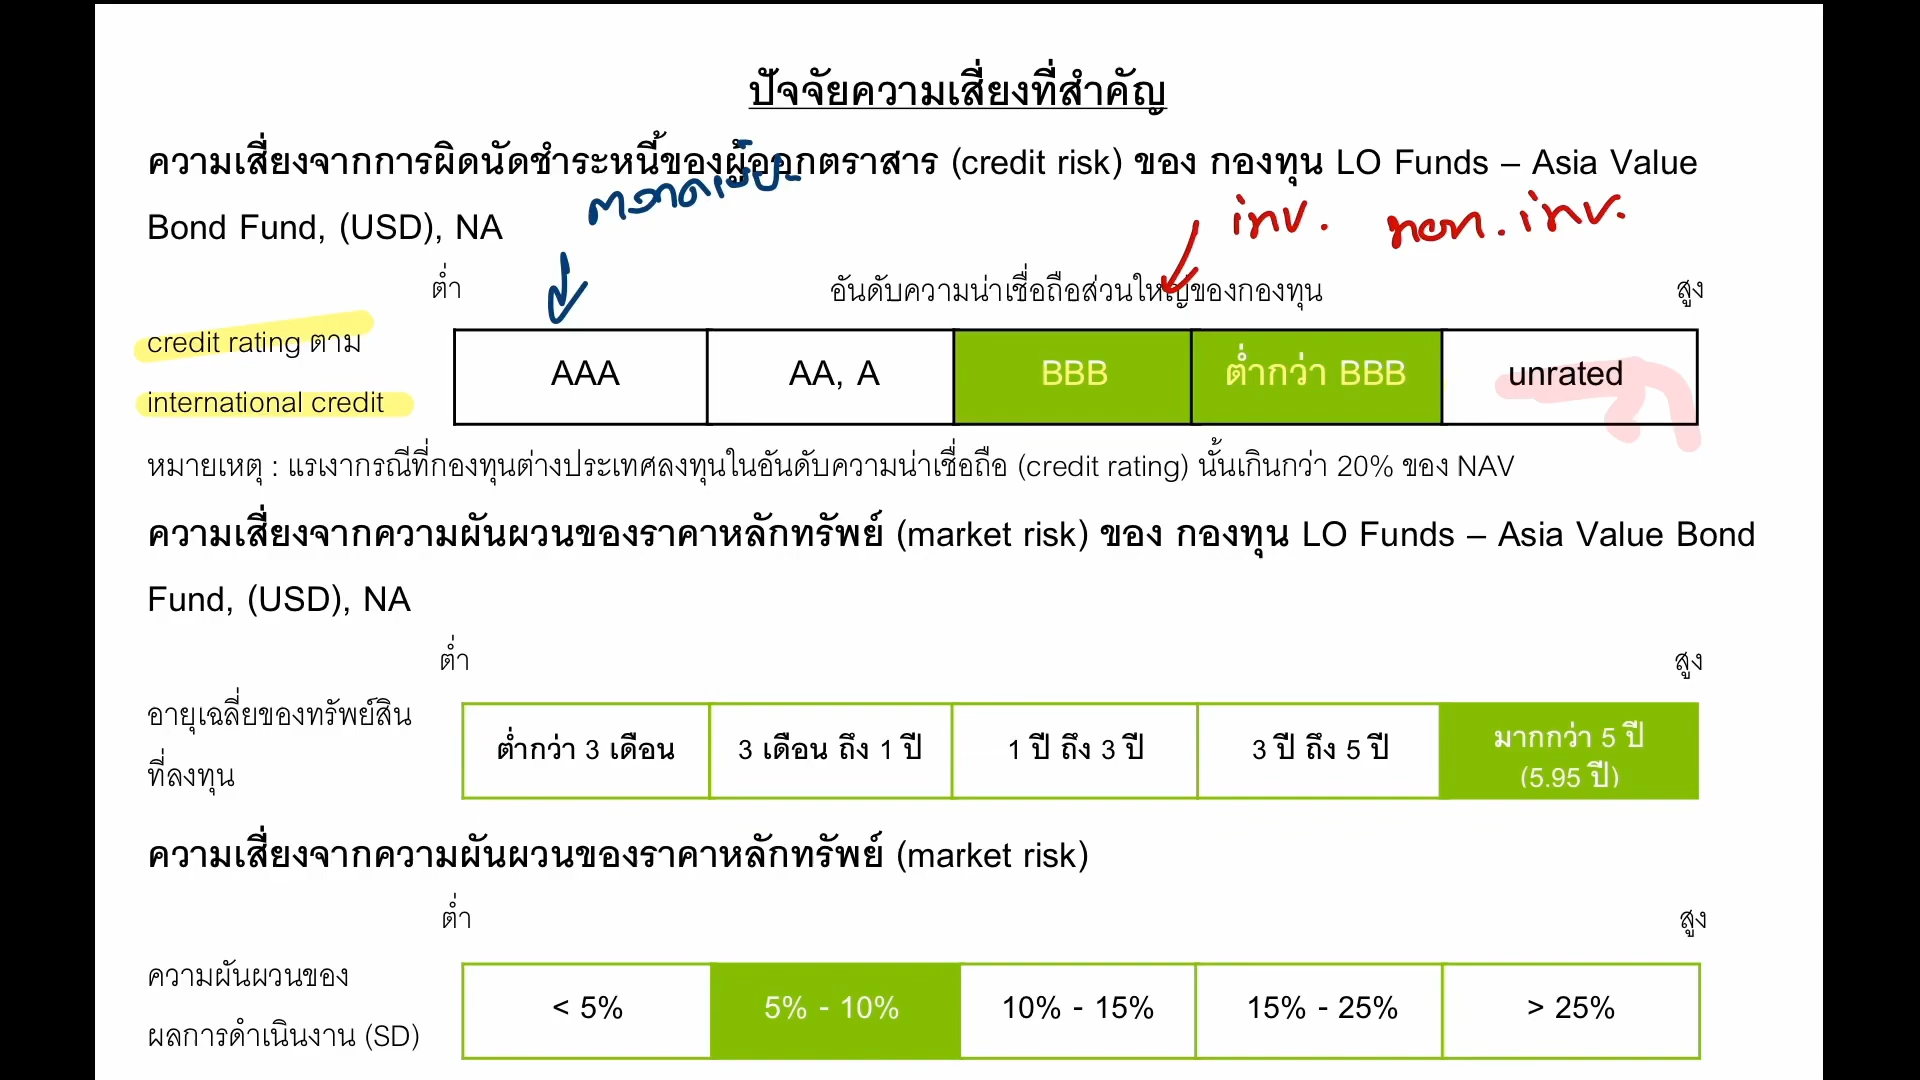 ปัจจัยความเสี่ยงที่สำคัญ
ความเสี่ยงจากการผิดนัดชำระหนี้ของผู้ออกตราสาร (credit risk) ของ กองทุน LO Funds – Asia Value
Bond Fund, (USD), NA
inv. non. inv.
ต่ำ อันดับความน่าเชื่อถือส่วนใหญ่ของกองทุน สูง
credit rating ตาม
international credit
AAA AA, A BBB ต่ำกว่า BBB unrated
หมายเหตุ : แรเงากรณีที่กองทุนต่างประเทศลงทุนในอันดับความน่าเชื่อถือ (credit rating) นั้นเกินกว่า 20% ของ NAV
ความเสี่ยงจากความผันผวนของราคาหลักทรัพย์ (market risk) ของ กองทุน LO Funds – Asia Value Bond
Fund, (USD), NA
ต่ำ สูง
อายุเฉลี่ยของทรัพย์สิน
ที่ลงทุน
ต่ำกว่า 3 เดือน 3 เดือน ถึง 1 ปี 1 ปี ถึง 3 ปี 3 ปี ถึง 5 ปี มากกว่า 5 ปี
(5.95 ปี)
ความเสี่ยงจากความผันผวนของราคาหลักทรัพย์ (market risk)
ต่ำ สูง
ความผันผวนของ
ผลการดำเนินงาน (SD)
< 5% 5% - 10% 10% - 15% 15% - 25% > 25%